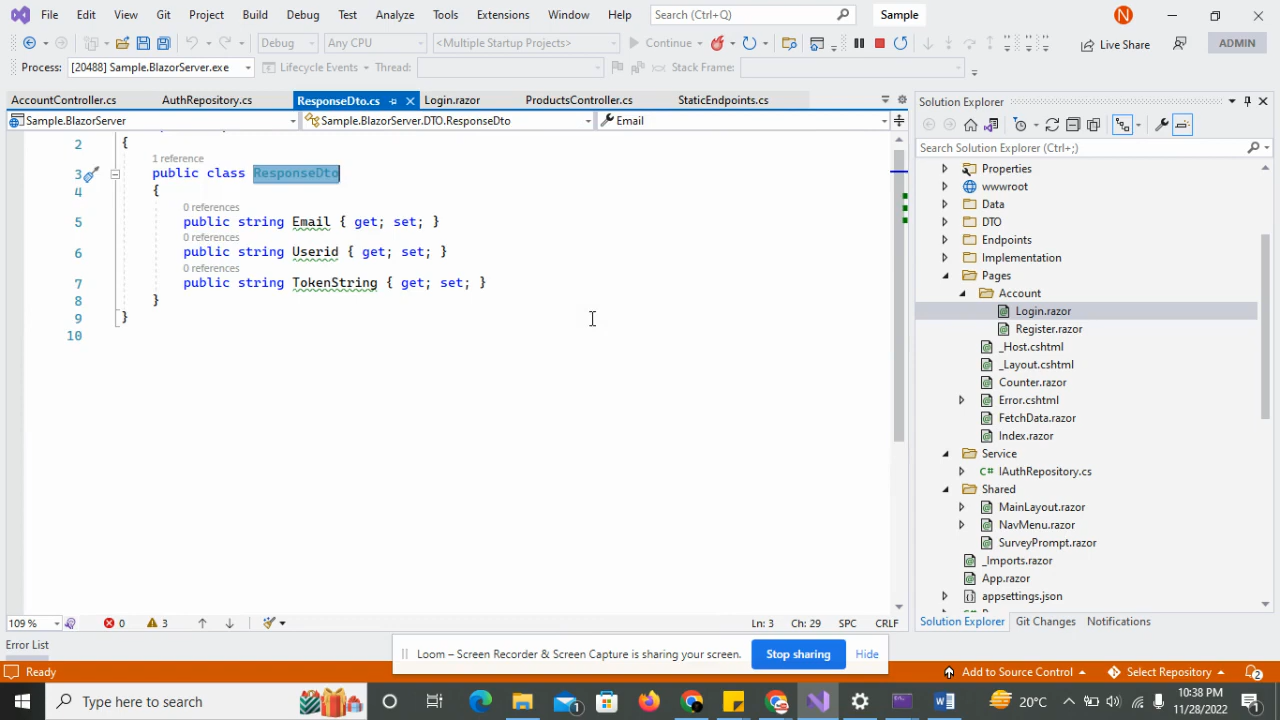 File Edit View Git Project Build Debug Test Analyze Tools Extensions Window Help Search (Ctrl+Q) Sample N
Debug Any CPU <Multiple Startup Projects> Continue Live Share ADMIN
Process: [20488] Sample.BlazorServer.exe Lifecycle Events Thread: Stack Frame:
AccountController.cs AuthRepository.cs ResponseDto.cs Login.razor ProductsController.cs StaticEndpoints.cs
Sample.BlazorServer Sample.BlazorServer.DTO.ResponseDto Email
2 {
1 reference
3 public class ResponseDto
4 {
0 references
5 public string Email { get; set; }
0 references
6 public string Userid { get; set; }
0 references
7 public string TokenString { get; set; }
8 }
9 }
10
109 % 0 3 Ln: 3 Ch: 29 SPC CRLF
Error List
Solution Explorer
Search Solution Explorer (Ctrl+;)
Properties
wwwroot
Data
DTO
Endpoints
Implementation
Pages
Account
Login.razor
Register.razor
_Host.cshtml
_Layout.cshtml
Counter.razor
Error.cshtml
FetchData.razor
Index.razor
Service
IAuthRepository.cs
Shared
MainLayout.razor
NavMenu.razor
SurveyPrompt.razor
_Imports.razor
App.razor
appsettings.json
Solution Explorer Git Changes Notifications
Loom – Screen Recorder & Screen Capture is sharing your screen. Stop sharing Hide
Ready Add to Source Control Select Repository 2
Type here to search 20°C 10:38 PM
11/28/2022